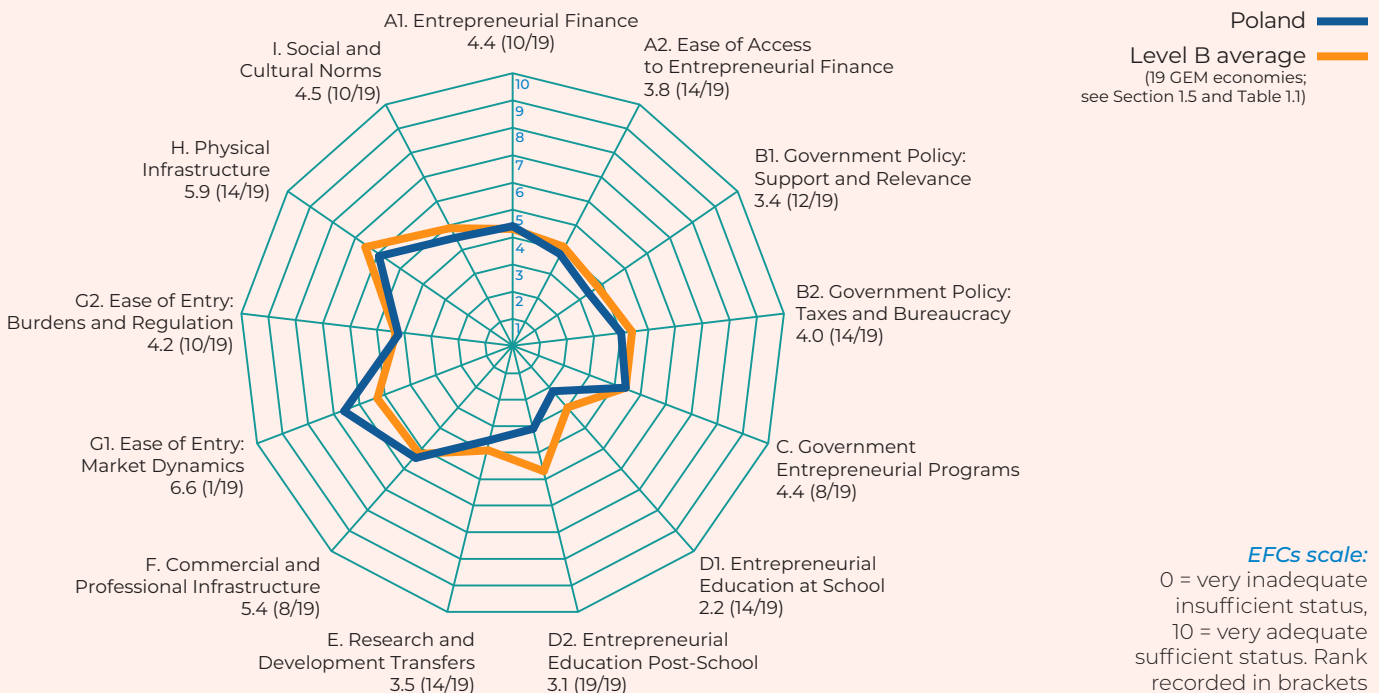 A1. Entrepreneurial Finance
4.4 (10/19)
A2. Ease of Access
to Entrepreneurial Finance
3.8 (14/19)
B1. Government Policy:
Support and Relevance
3.4 (12/19)
B2. Government Policy:
Taxes and Bureaucracy
4.0 (14/19)
C. Government
Entrepreneurial Programs
4.4 (8/19)
D1. Entrepreneurial
Education at School
2.2 (14/19)
D2. Entrepreneurial
Education Post-School
3.1 (19/19)
E. Research and
Development Transfers
3.5 (14/19)
F. Commercial and
Professional Infrastructure
5.4 (8/19)
G1. Ease of Entry:
Market Dynamics
6.6 (1/19)
G2. Ease of Entry:
Burdens and Regulation
4.2 (10/19)
H. Physical
Infrastructure
5.9 (14/19)
I. Social and
Cultural Norms
4.5 (10/19)
10
9
8
7
6
5
4
3
2
1
Poland
Level B average
(19 GEM economies;
see Section 1.5 and Table 1.1)
EFCs scale:
0 = very inadequate
insufficient status,
10 = very adequate
sufficient status. Rank
recorded in brackets